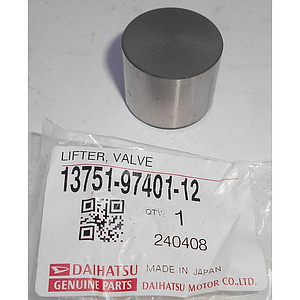 LIFTER, VALVE
13751-97401-12
QTY: 1
240408
DAIHATSU MADE IN JAPAN
GENUINE PARTS DAIHATSU MOTOR CO.,LTD.